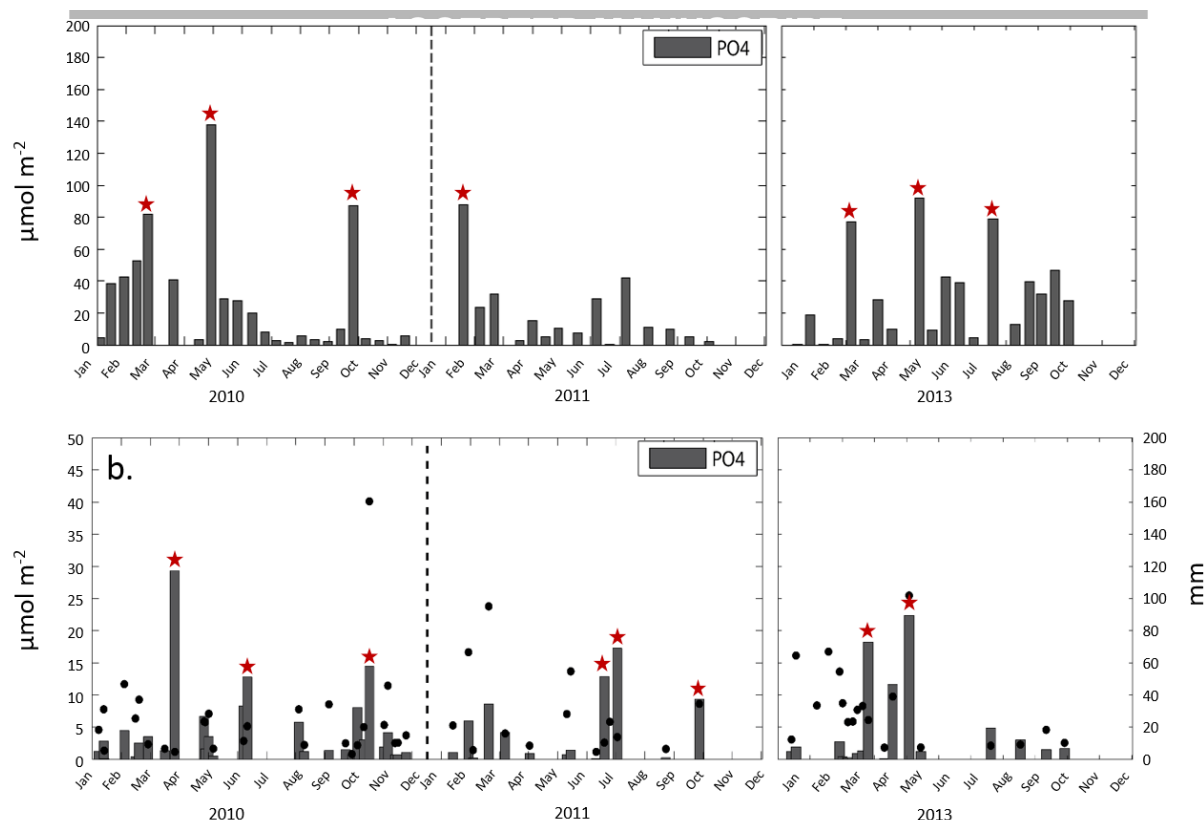 200
180
160
140
120
100
80
60
40
20
0
μmol m-2
PO4
Jan Feb Mar Apr May Jun Jul Aug Sep Oct Nov Dec Jan Feb Mar Apr May Jun Jul Aug Sep Oct Nov Dec
Jan Feb Mar Apr May Jun Jul Aug Sep Oct Nov Dec
2010 2011 2013
b.
50
45
40
35
30
25
20
15
10
5
0
μmol m-2
PO4
200
180
160
140
120
100
80
60
40
20
0
mm
Jan Feb Mar Apr May Jun Jul Aug Sep Oct Nov Dec Jan Feb Mar Apr May Jun Jul Aug Sep Oct Nov Dec
Jan Feb Mar Apr May Jun Jul Aug Sep Oct Nov Dec
2010 2011 2013